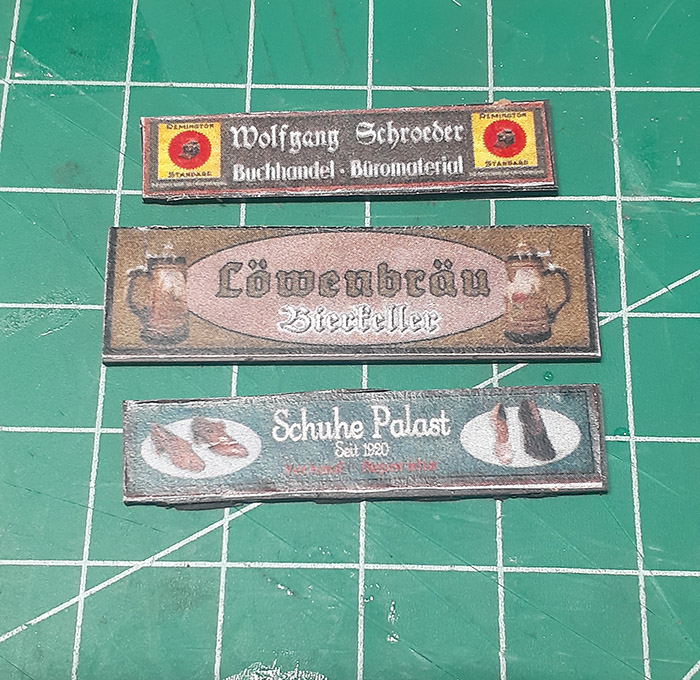 REMINGTON
STANDARD
Wolfgang Schroeder
Buchhandel · Büromaterial
REMINGTON
STANDARD
Löwenbräu
Bierkeller
Schuhe Palast
Seit 1920